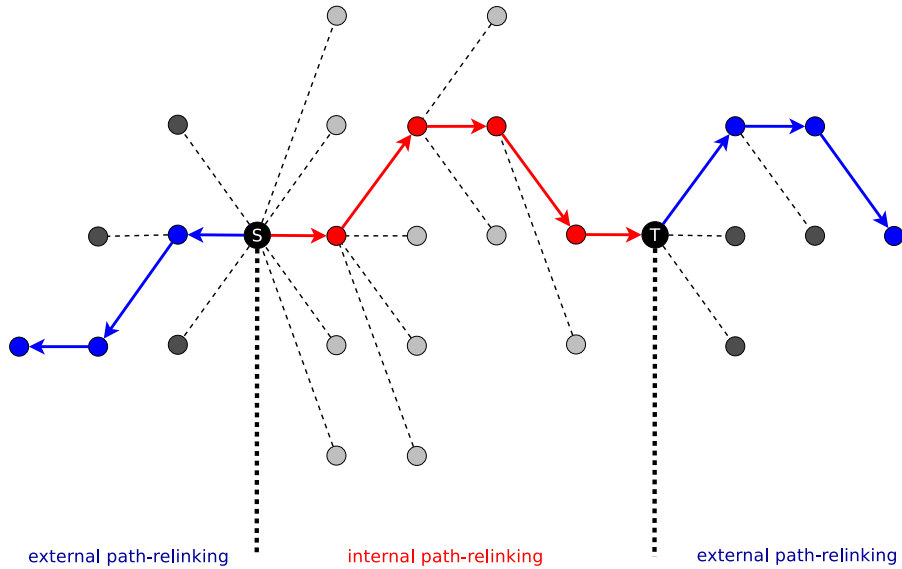 S
T
external path-relinking
internal path-relinking
external path-relinking